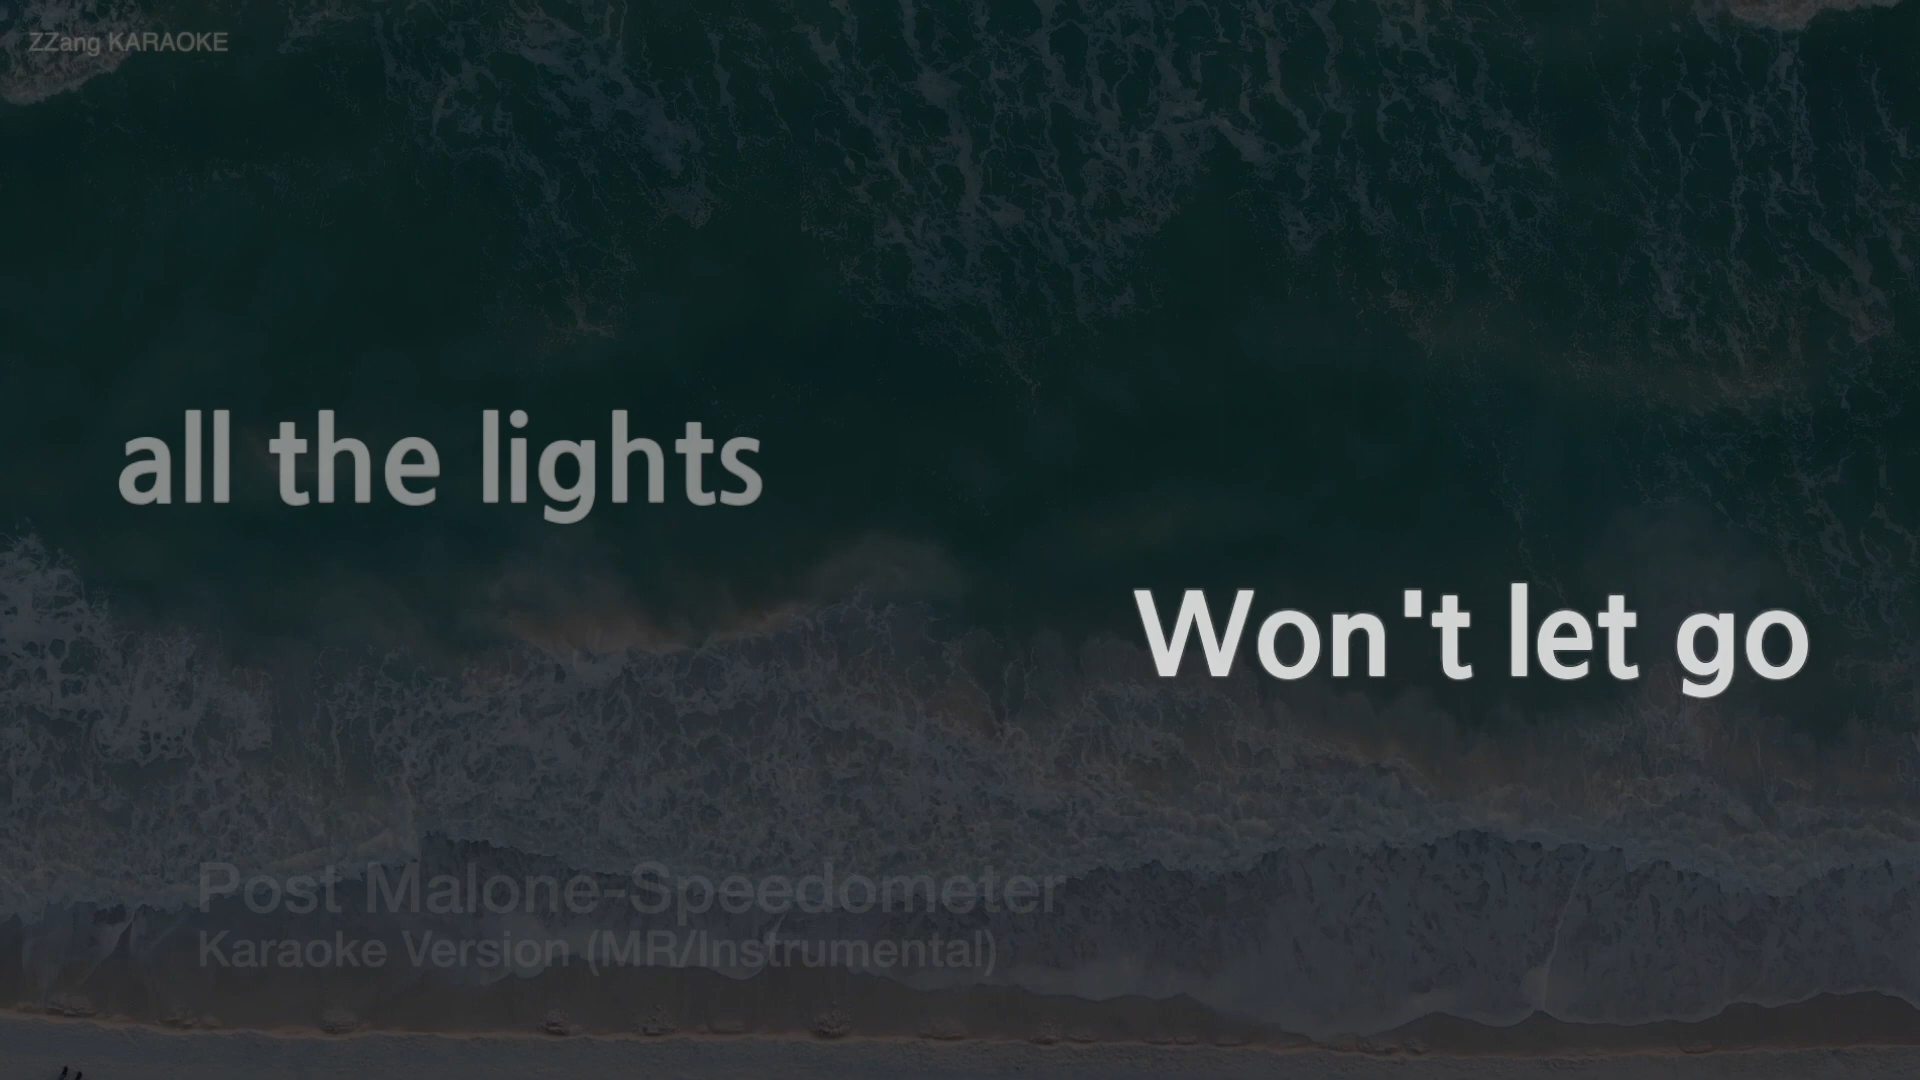 ZZang KARAOKE
all the lights
Won't let go
Post Malone-Speedometer
Karaoke Version (MR/Instrumental)